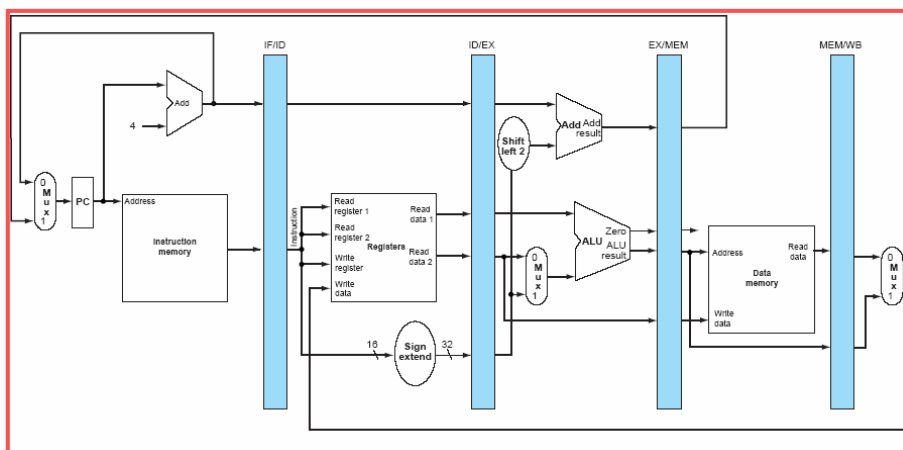 IF/ID
ID/EX
EX/MEM
MEM/WB
Add
4
Shift
left 2
Add Add
result
0
M
u
x
1
PC
Address
Instruction
memory
Instruction
Read
register 1
Read
register 2
Write
register
Write
data
Registers
Read
data 1
Read
data 2
0
M
u
x
1
Zero
ALU ALU
result
Address
Write
data
Data
memory
Read
data
0
M
u
x
1
16
Sign
extend
32